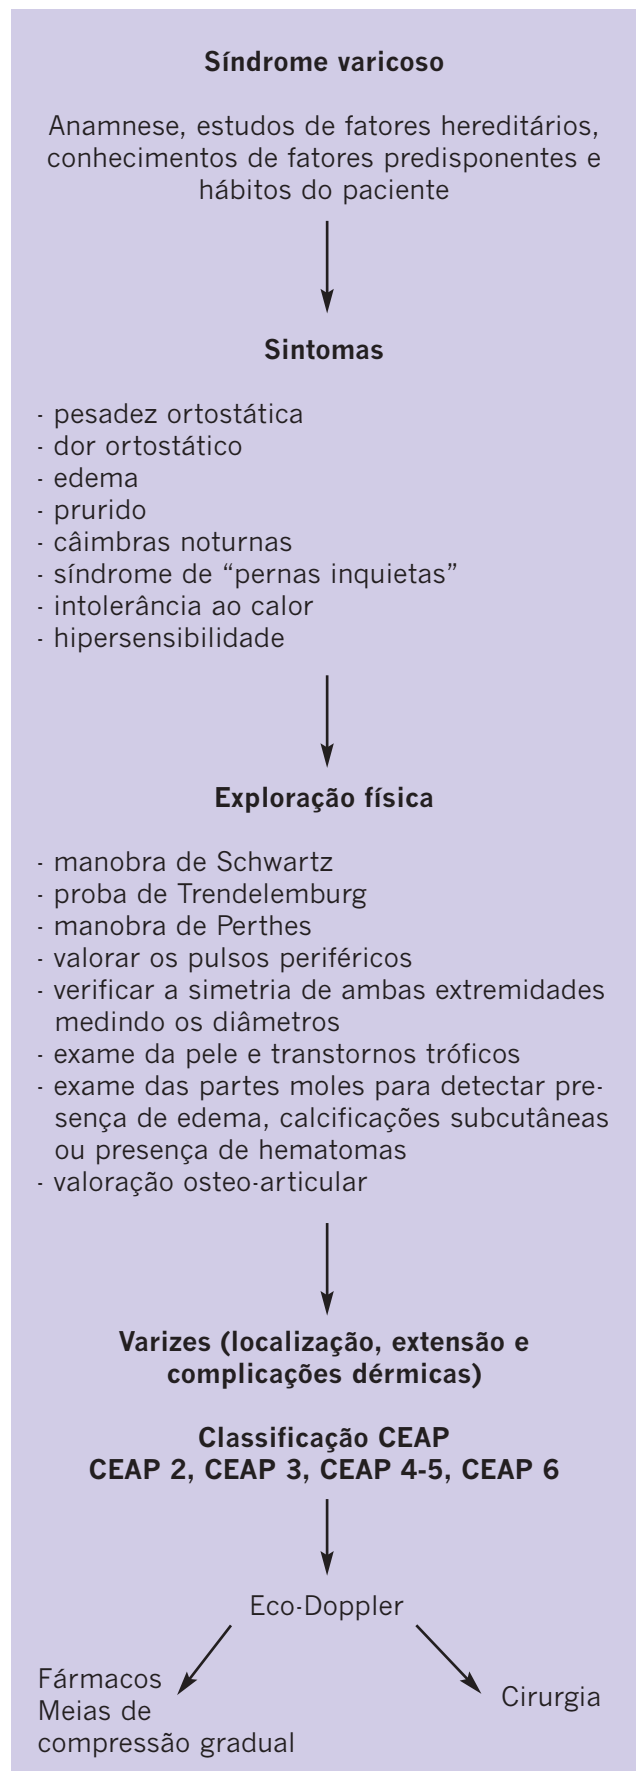 Síndrome varicoso
Anamnese, estudos de fatores hereditários,
conhecimentos de fatores predisponentes e
hábitos do paciente
Sintomas
- pesadez ortostática
- dor ortostático
- edema
- prurido
- câimbras noturnas
- síndrome de “pernas inquietas”
- intolerância ao calor
- hipersensibilidade
Exploração física
- manobra de Schwartz
- proba de Trendelemburg
- manobra de Perthes
- valorar os pulsos periféricos
- verificar a simetria de ambas extremidades
medindo os diâmetros
- exame da pele e transtornos tróficos
- exame das partes moles para detectar pre-
sença de edema, calcificações subcutâneas
ou presença de hematomas
- valoração osteo-articular
Varizes (localização, extensão e
complicações dérmicas)
Classificação CEAP
CEAP 2, CEAP 3, CEAP 4-5, CEAP 6
Eco-Doppler
Fármacos
Meias de
compressão gradual
Cirurgia